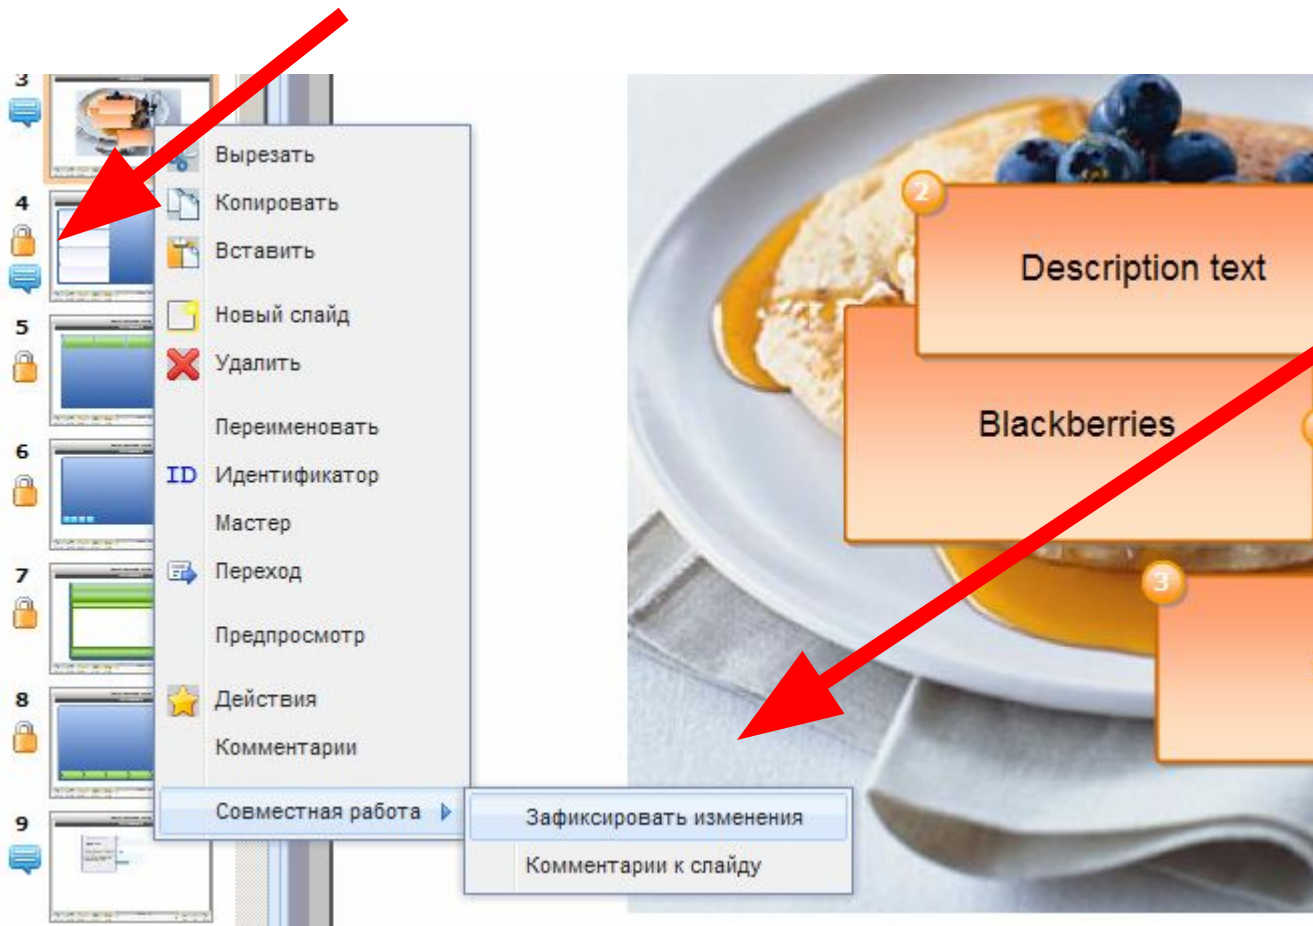 3
Вырезать
4
Копировать
Вставить
5
Новый слайд
Удалить
Переименовать
6
ID Идентификатор
Мастер
7
Переход
Предпросмотр
8
Действия
Комментарии
9
Совместная работа
Зафиксировать изменения
Комментарии к слайду
2
Description text
Blackberries
3